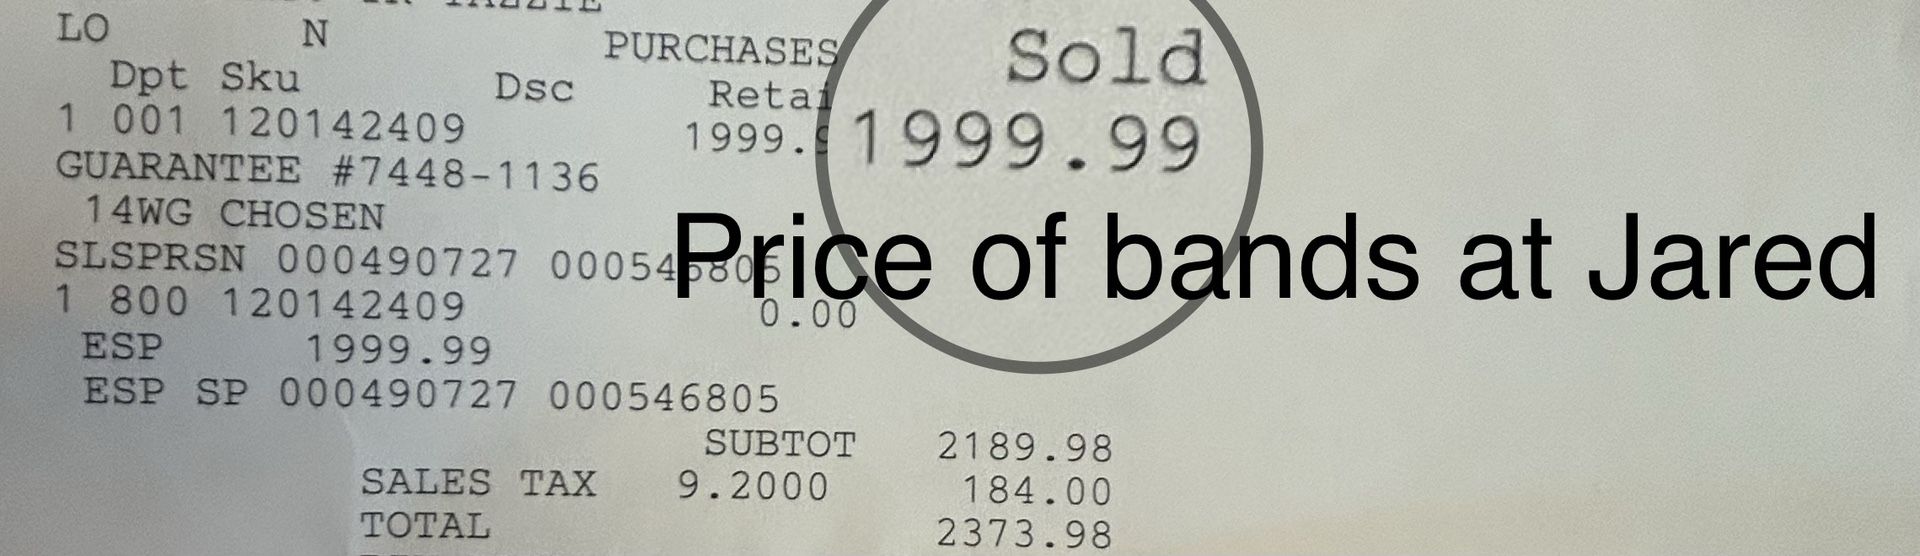 LO N PURCHASES Sold
Dpt Sku Dsc
1 001 120142409 1999.99
GUARANTEE #7448-1136
14WG CHOSEN
Price of bands at Jared
SLSPRSN 000490727
1 800 120142409 0.00
ESP 1999.99
ESP SP 000490727 000546805
SUBTOT 2189.98
SALES TAX 9.2000 184.00
TOTAL 2373.98